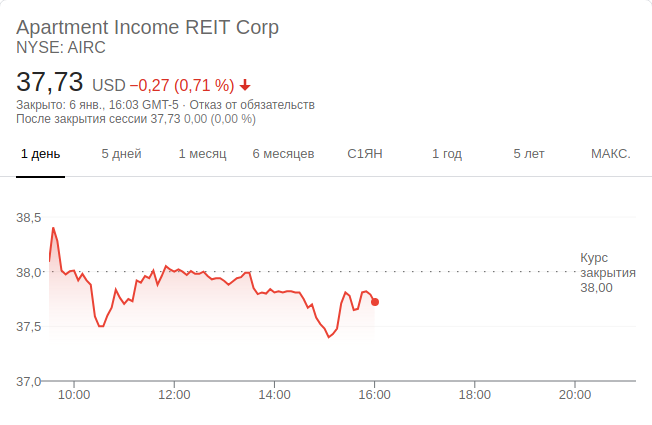 Apartment Income REIT Corp
NYSE: AIRC
37,73 USD −0,27 (0,71 %)
Закрыто: 6 янв., 16:03 GMT-5 · Отказ от обязательств
После закрытия сессии 37,73 0,00 (0,00 %)
1 день 5 дней 1 месяц 6 месяцев С1ЯН 1 год 5 лет МАКС.
38,5
38,0
37,5
37,0
Курс
закрытия
38,00
10:00 12:00 14:00 16:00 18:00 20:00